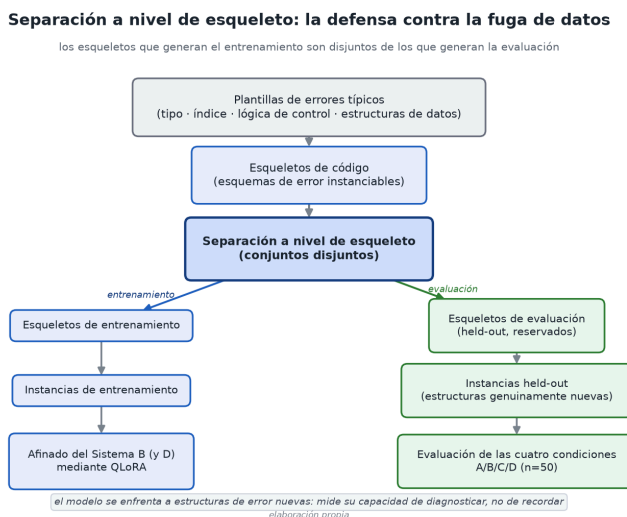 Separación a nivel de esqueleto: la defensa contra la fuga de datos
los esqueletos que generan el entrenamiento son disjuntos de los que generan la evaluación
Plantillas de errores típicos
(tipo · índice · lógica de control · estructuras de datos)
Esqueletos de código
(esquemas de error instanciables)
Separación a nivel de esqueleto
(conjuntos disjuntos)
entrenamiento
evaluación
Esqueletos de entrenamiento
Esqueletos de evaluación
(held-out, reservados)
Instancias de entrenamiento
Instancias held-out
(estructuras genuinamente nuevas)
Afinado del Sistema B (y D)
mediante QLoRA
Evaluación de las cuatro condiciones
A/B/C/D (n=50)
el modelo se enfrenta a estructuras de error nuevas: mide su capacidad de diagnosticar, no de recordar
elaboración propia